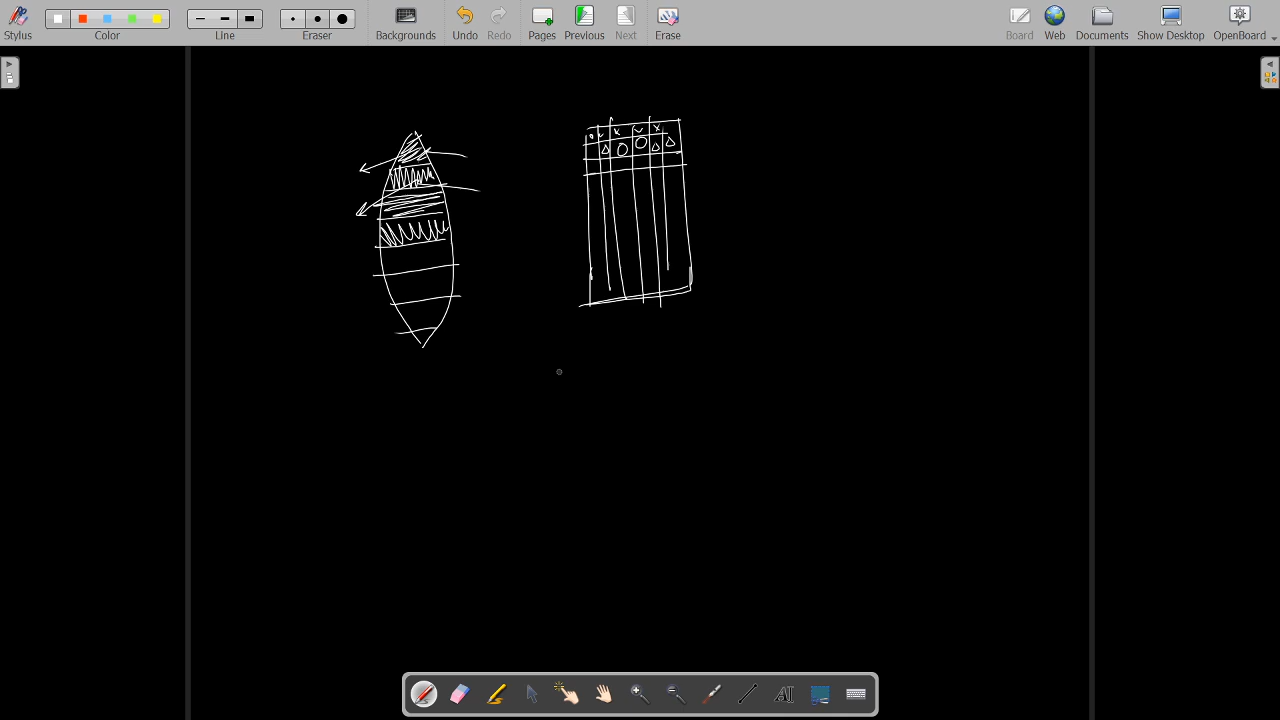 Stylus
Color
Line
Eraser
Backgrounds
Undo
Redo
Pages
Previous
Next
Erase
Board
Web
Documents
Show Desktop
OpenBoard